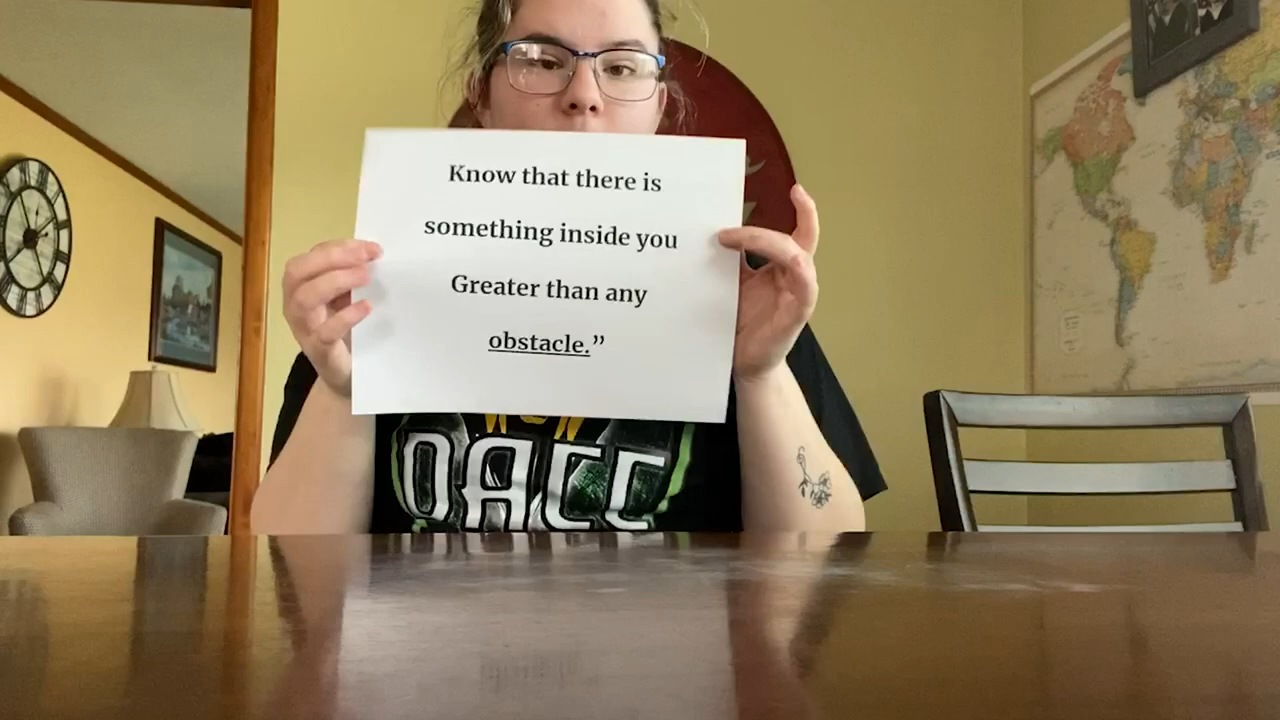 Know that there is
something inside you
Greater than any
obstacle.”